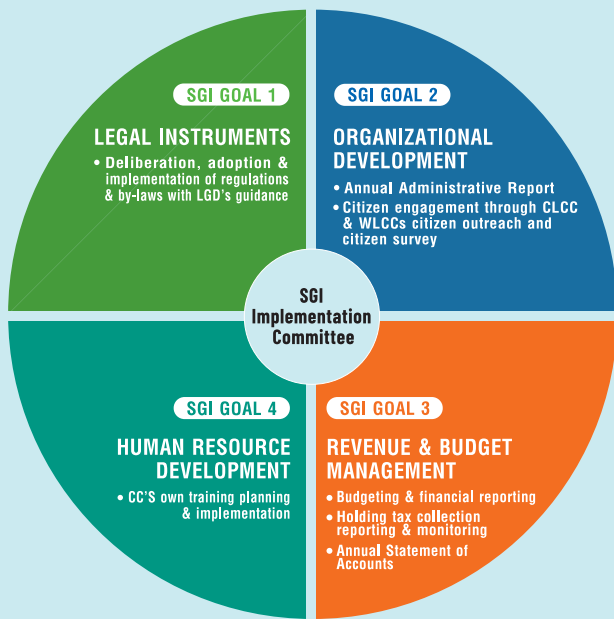 SGI GOAL 1
LEGAL INSTRUMENTS
• Deliberation, adoption &
implementation of regulations
& by-laws with LGD's guidance
SGI GOAL 2
ORGANIZATIONAL
DEVELOPMENT
• Annual Administrative Report
• Citizen engagement through CLCC
& WLCCs citizen outreach and
citizen survey
SGI
Implementation
Committee
SGI GOAL 4
HUMAN RESOURCE
DEVELOPMENT
• CC'S own training planning
& implementation
SGI GOAL 3
REVENUE & BUDGET
MANAGEMENT
• Budgeting & financial reporting
• Holding tax collection
reporting & monitoring
• Annual Statement of
Accounts